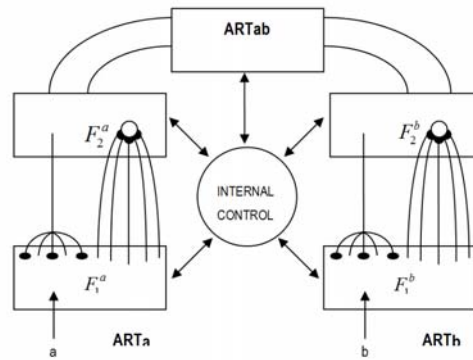 ARTab
F₂ᵃ
F₂ᵇ
INTERNAL
CONTROL
F₁ᵃ
F₁ᵇ
ARTa
ARTb
a
b